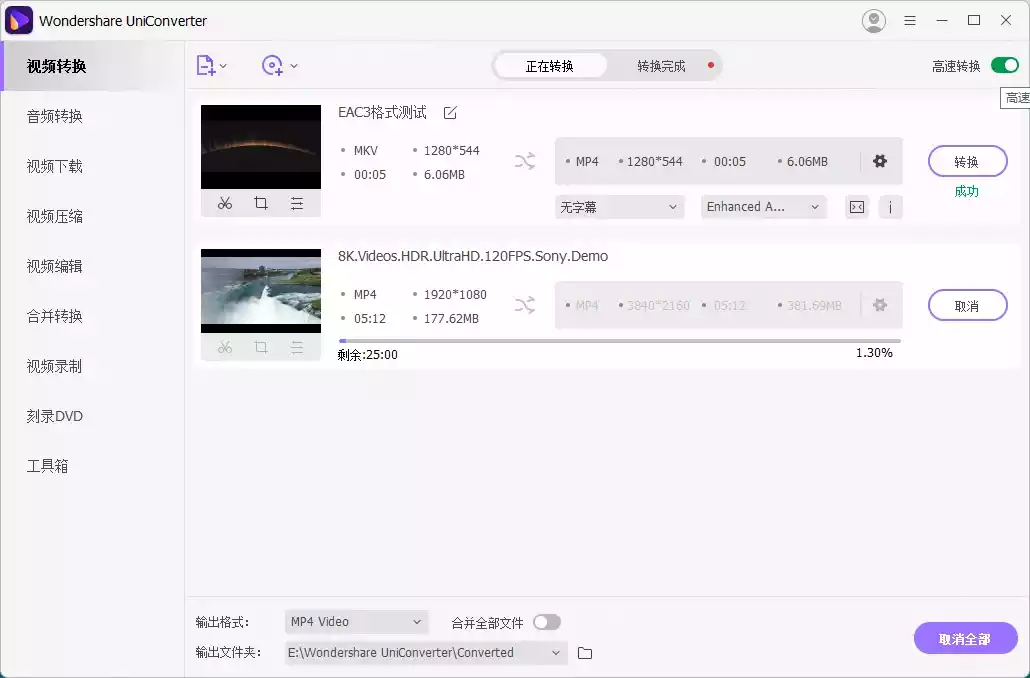 Wondershare UniConverter
视频转换
音频转换
视频下载
视频压缩
视频编辑
合并转换
视频录制
刻录DVD
工具箱
正在转换
转换完成
高速转换
高速
EAC3格式测试
MKV
1280*544
00:05
6.06MB
MP4
1280*544
00:05
6.06MB
转换
成功
无字幕
Enhanced A...
8K.Videos.HDR.UltraHD.120FPS.Sony.Demo
MP4
1920*1080
05:12
177.62MB
MP4
3840*2160
05:12
381.69MB
取消
剩余:25:00
1.30%
输出格式:
MP4 Video
合并全部文件
输出文件夹:
E:\Wondershare UniConverter\Converted
取消全部